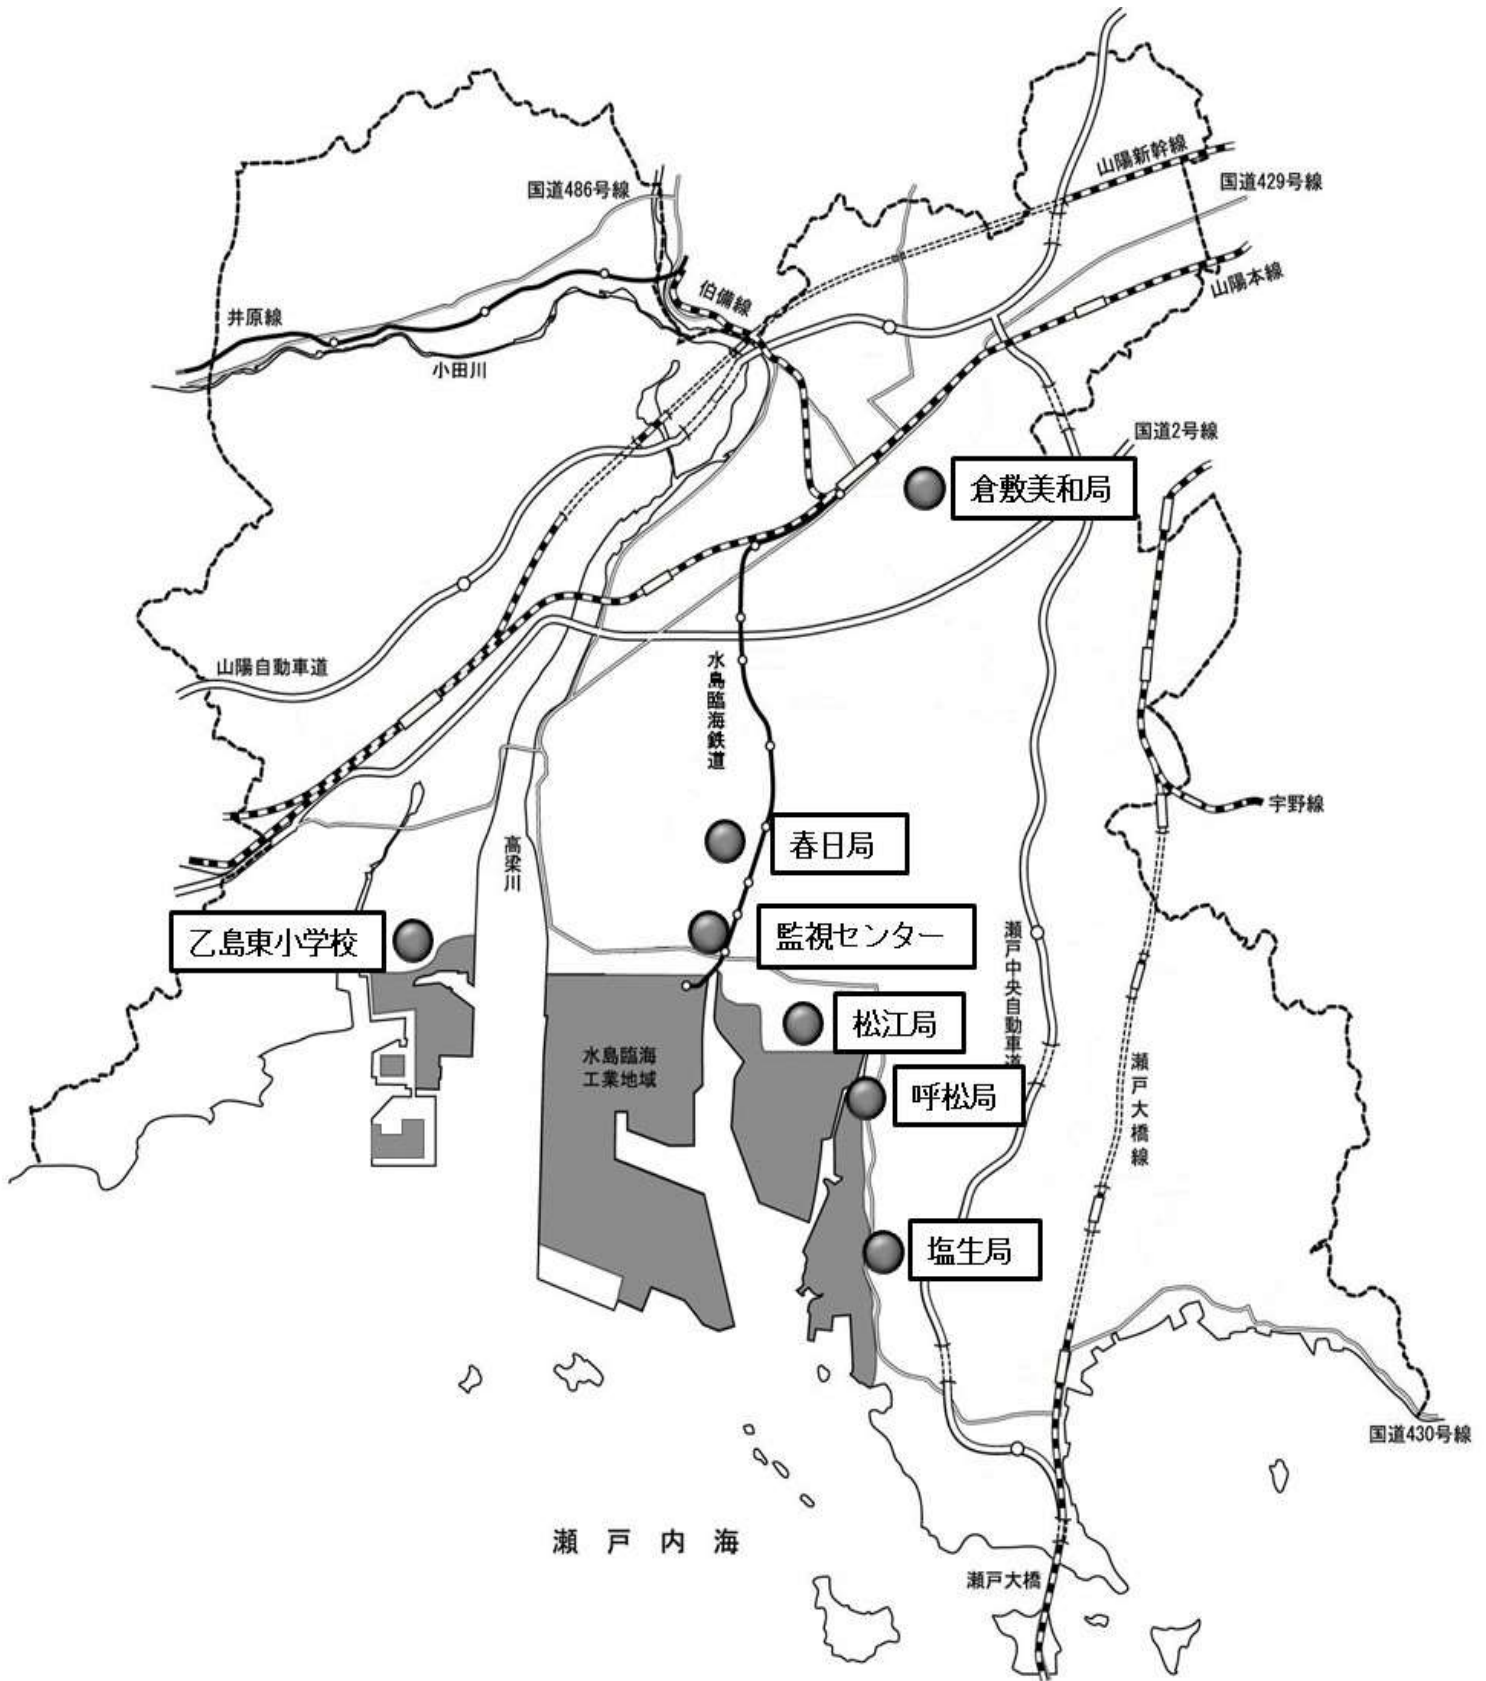 山陽新幹線
国道486号線
国道429号線
伯備線
山陽本線
井原線
小田川
国道2号線
倉敷美和局
山陽自動車道
水島臨海鉄道
宇野線
春日局
高梁川
乙島東小学校
監視センター
瀬戸中央自動車道
松江局
水島臨海
工業地域
瀬戸大橋線
呼松局
塩生局
国道430号線
瀬戸内海
瀬戸大橋